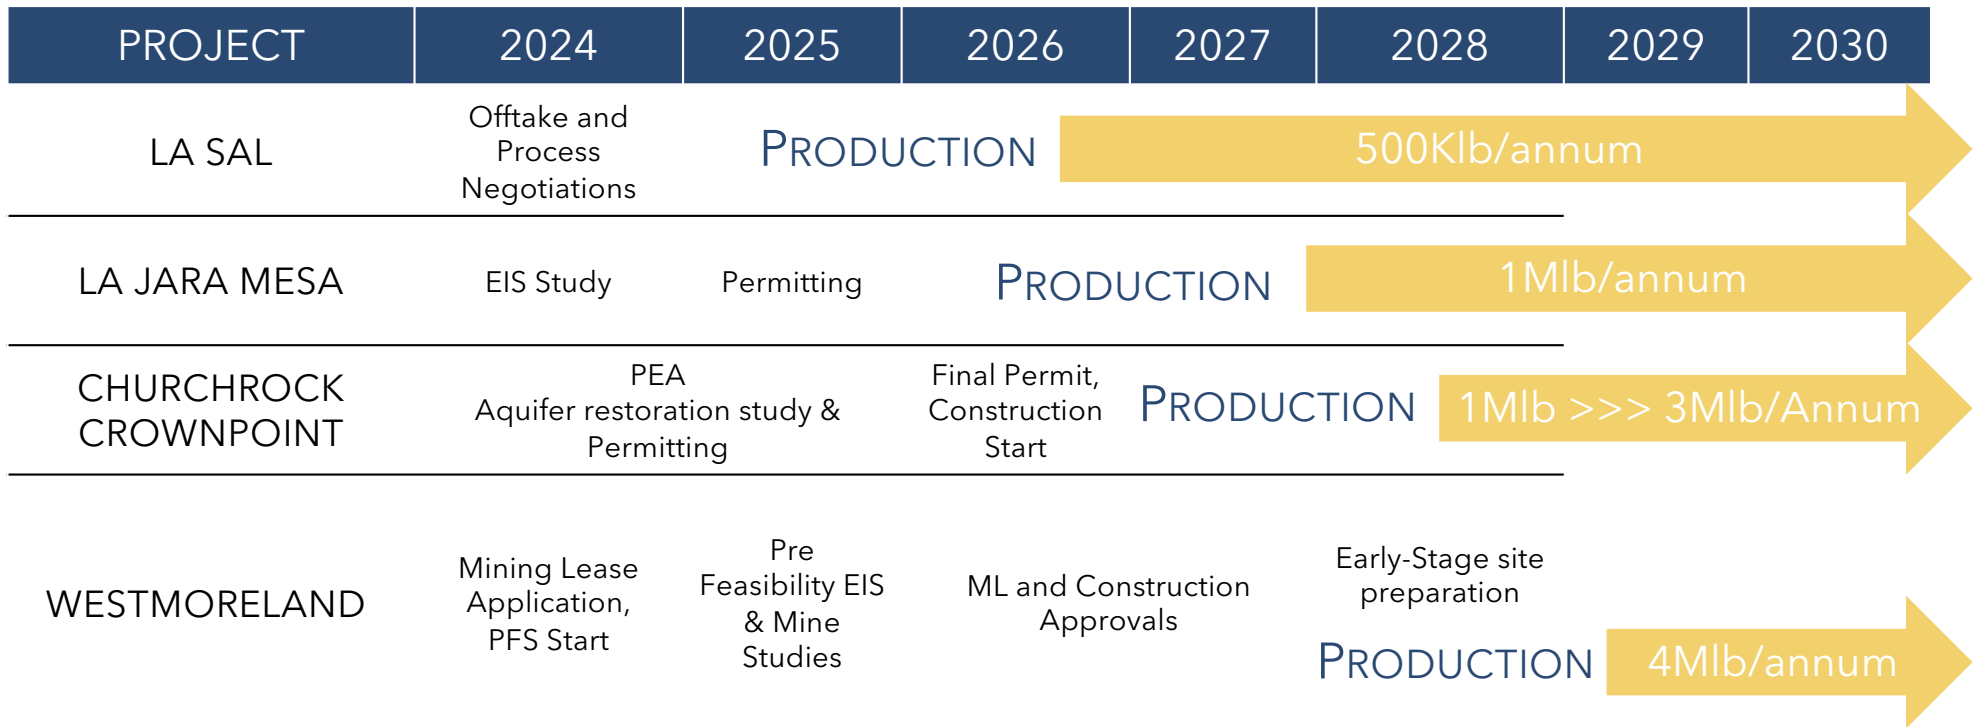 PROJECT 2024 2025 2026 2027 2028 2029 2030
LA SAL
Offtake and
Process
Negotiations
PRODUCTION
500Klb/annum
LA JARA MESA
EIS Study
Permitting
PRODUCTION
1Mlb/annum
CHURCHROCK
CROWNPOINT
PEA
Aquifer restoration study &
Permitting
Final Permit,
Construction
Start
PRODUCTION
1Mlb >>> 3Mlb/Annum
WESTMORELAND
Mining Lease
Application,
PFS Start
Pre
Feasibility EIS
& Mine
Studies
ML and Construction
Approvals
Early-Stage site
preparation
PRODUCTION
4Mlb/annum